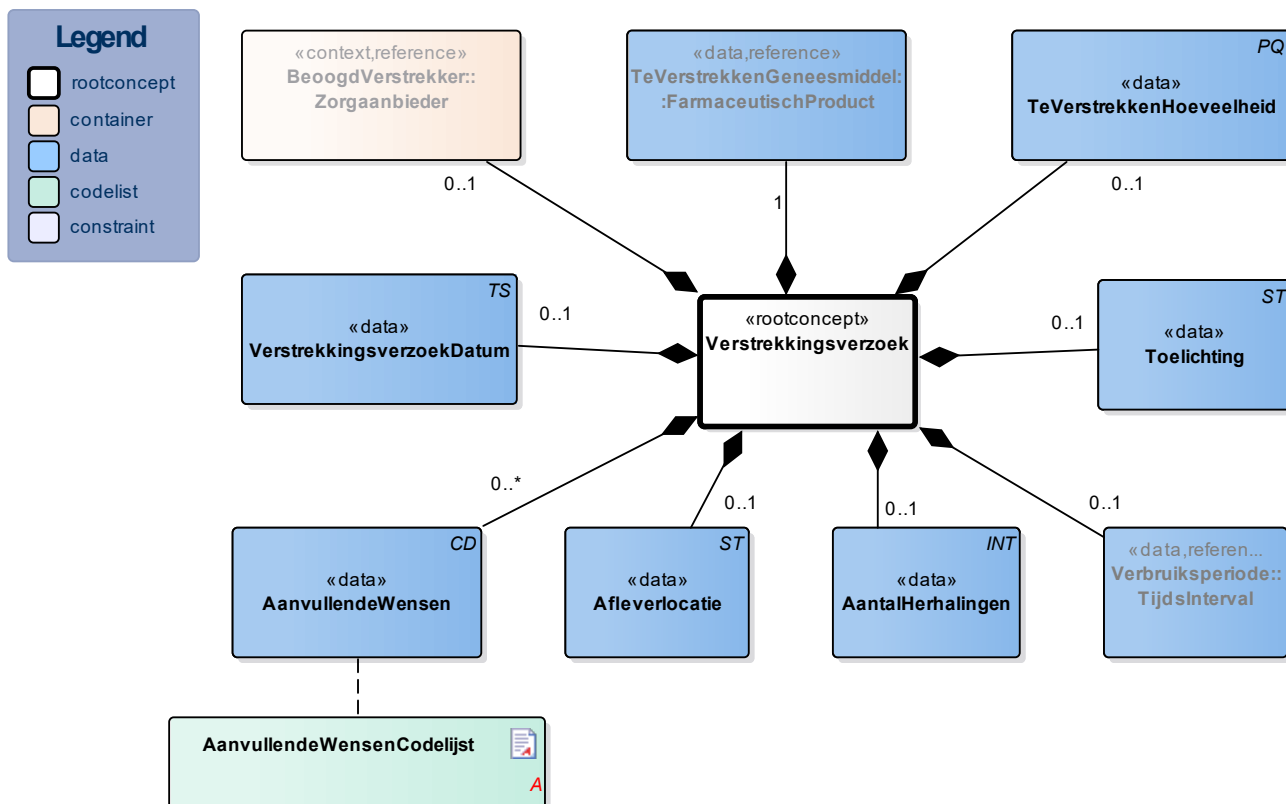 Legend
rootconcept
container
data
codelist
constraint
«context,reference»
BeoogdVerstrekker::
Zorgaanbieder
«data,reference»
TeVerstrekkenGeneesmiddel:
:FarmaceutischProduct
PQ
«data»
TeVerstrekkenHoeveelheid
0..1
1
0..1
TS
«data»
VerstrekkingsverzoekDatum
0..1
«rootconcept»
Verstrekkingsverzoek
0..1
ST
«data»
Toelichting
0..*
0..1
0..1
0..1
CD
«data»
AanvullendeWensen
ST
«data»
Afleverlocatie
INT
«data»
AantalHerhalingen
«data,referen...
Verbruiksperiode::
TijdsInterval
AanvullendeWensenCodelijst
A